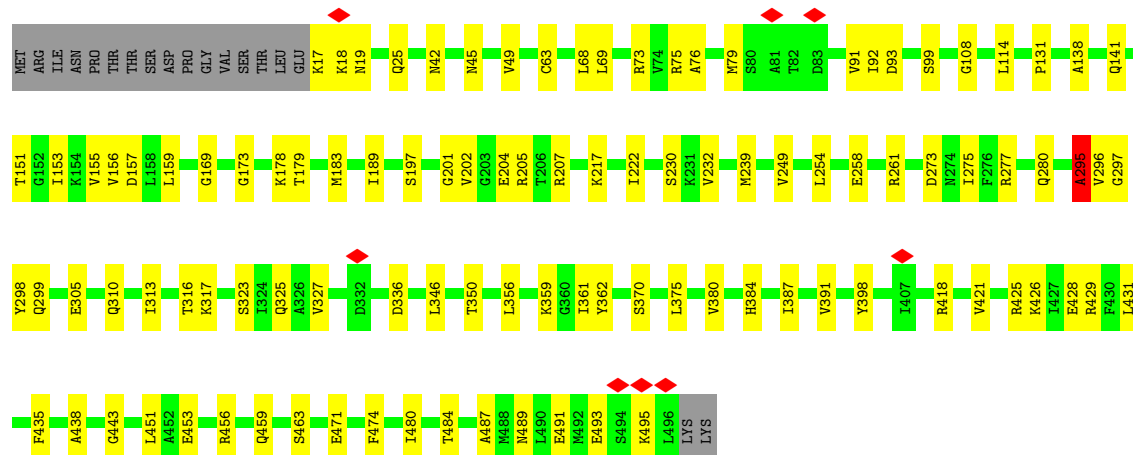 MET ARG ILE ASN PRO THR THR SER ASP PRO GLY VAL SER THR LEU GLU K17 K18 N19 Q25 N42 N45 V49 C63 L68 L69 R73 V74 R75 A76 M79 S80 A81 T82 D83 V91 I92 D93 S99 G108 L114 P131 A138 Q141
T151 G152 I153 K154 V155 V156 D157 L158 L159 G169 G173 K178 T179 M183 I189 S197 G201 V202 G203 E204 R205 T206 R207 K217 I222 S230 K231 V232 M239 V249 L254 E258 R261 D273 N274 I275 F276 R277 Q280 A295 V296 G297
Y298 Q299 E305 Q310 I313 T316 K317 S323 I324 Q325 A326 V327 D332 D336 L346 T350 L356 K359 G360 I361 Y362 S370 L375 V380 H384 I387 V391 Y398 I407 R418 V421 R425 K426 I427 E428 R429 F430 L431
F435 A438 G443 L451 A452 E453 R456 Q459 S463 E471 F474 I480 T484 A487 M488 N489 L490 E491 M492 E493 S494 K495 L496 LYS LYS